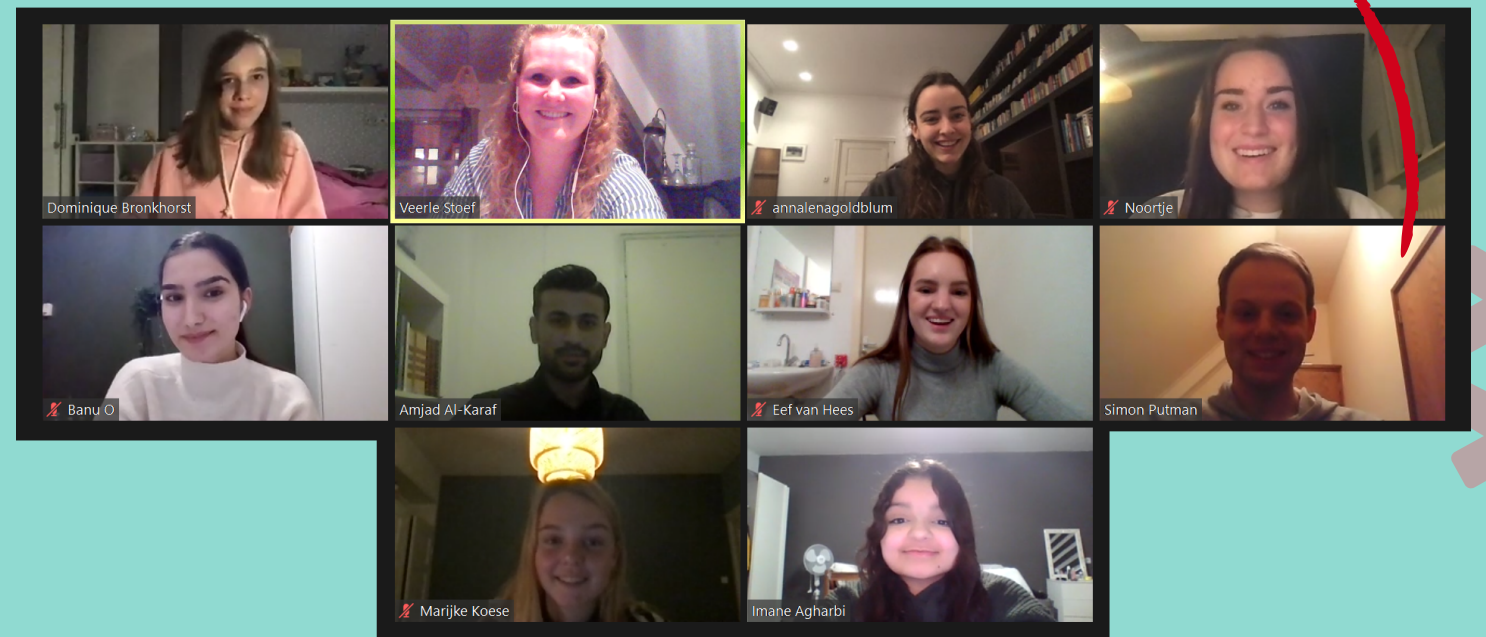 Dominique Bronkhorst
Veerle Stoef
annalenagoldblum
Noortje
Banu O
Amjad Al-Karaf
Eef van Hees
Simon Putman
Marijke Koese
Imane Agharbi